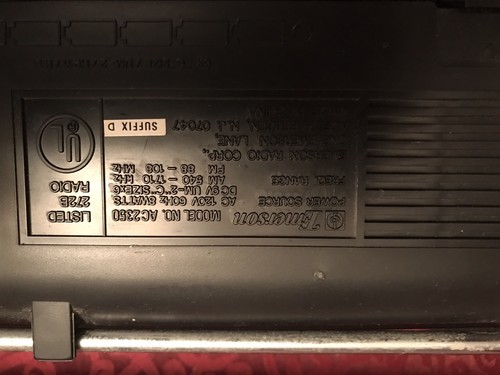 Emerson
MODEL NO. AC2350
POWER SOURCE AC 120V 60Hz 8WATTS
DC 9V UM-2"C"SIZEx6
FREQ. RANGE AM 540 - 1710 kHz
FM 88 - 108 MHz
EMERSON RADIO CORP.,
LANE,
N.J. 07047
SUFFIX D
LISTED
RADIO
272B
UL